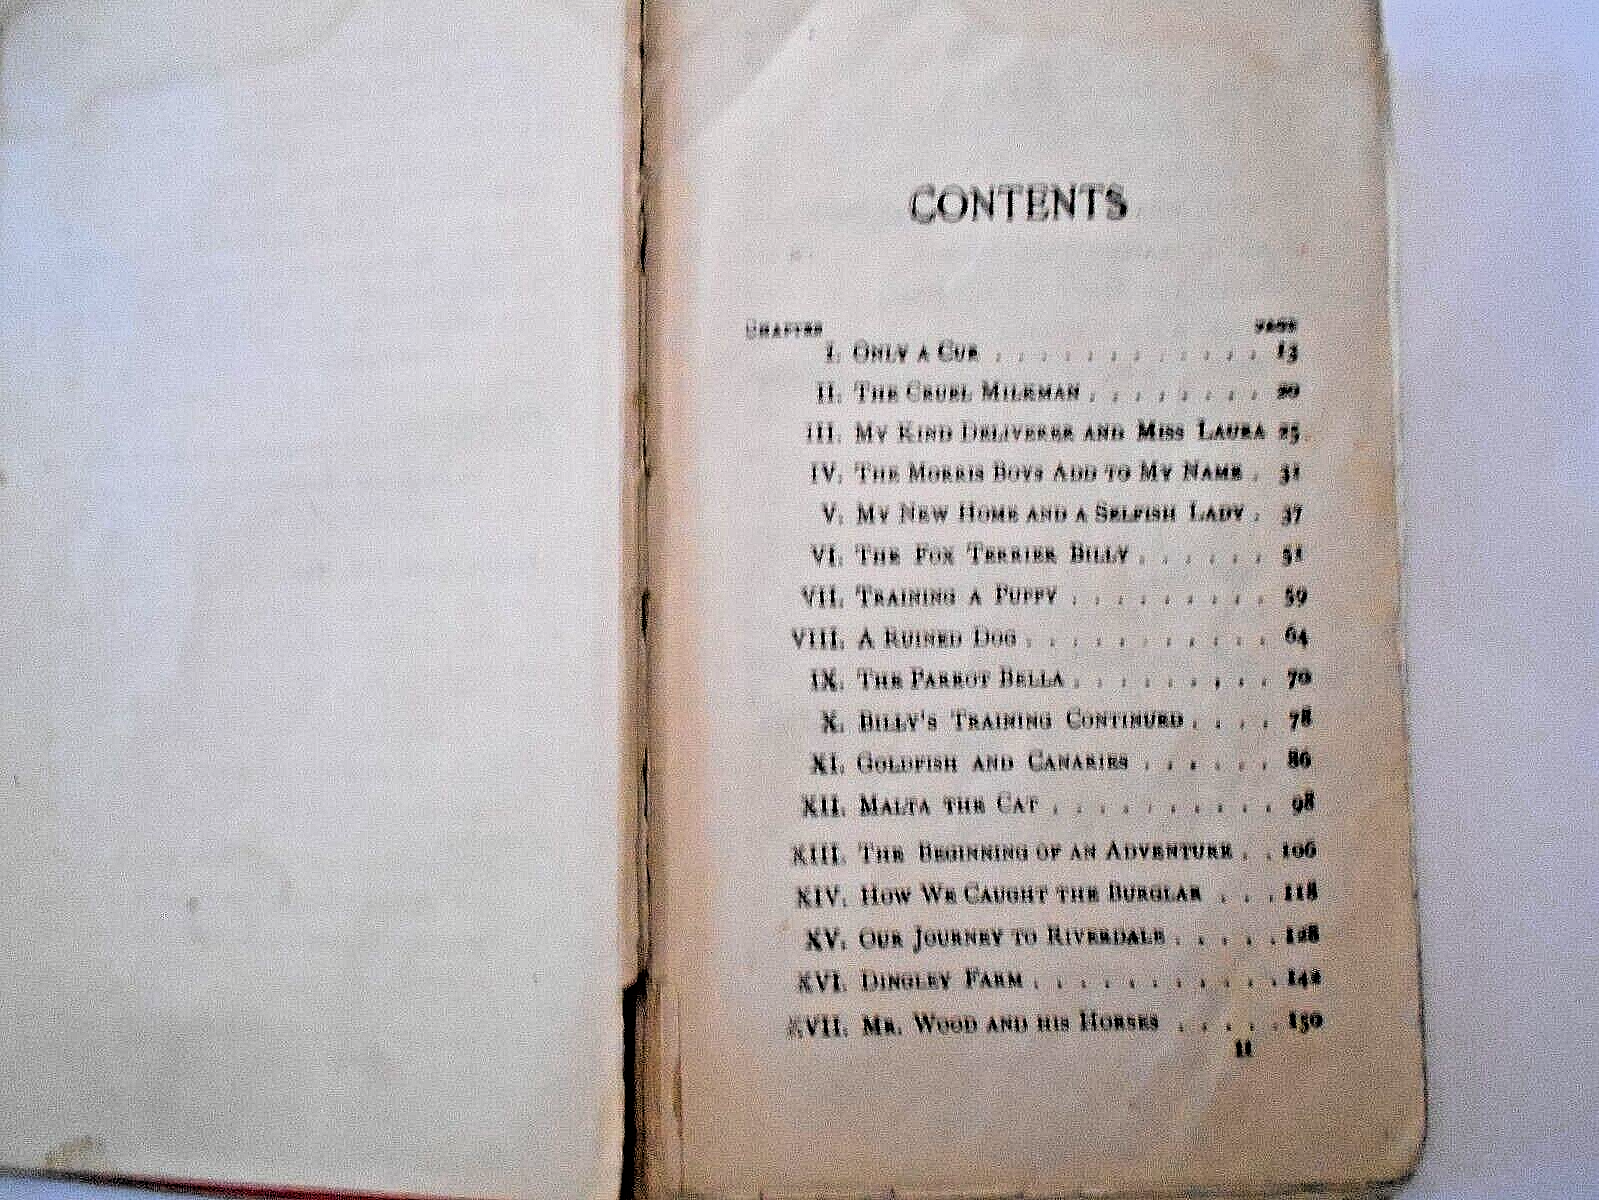 CONTENTS
CHAPTER PAGE
I. ONLY A CUR . . . . . . . . . . . . 13
II. THE CRUEL MILKMAN . . . . . . . . 20
III. MY KIND DELIVERER AND MISS LAURA 25
IV. THE MORRIS BOYS ADD TO MY NAME . 31
V. MY NEW HOME AND A SELFISH LADY . 37
VI. THE FOX TERRIER BILLY . . . . . . 51
VII. TRAINING A PUPPY . . . . . . . . . 59
VIII. A RUINED DOG . . . . . . . . . . . 64
IX. THE PARROT BELLA . . . . . . . . . 70
X. BILLY'S TRAINING CONTINUED . . . . 78
XI. GOLDFISH AND CANARIES . . . . . . 86
XII. MALTA THE CAT . . . . . . . . . . 98
XIII. THE BEGINNING OF AN ADVENTURE . . 106
XIV. HOW WE CAUGHT THE BURGLAR . . . 118
XV. OUR JOURNEY TO RIVERDALE . . . . . 128
XVI. DINGLEY FARM . . . . . . . . . . . 142
XVII. MR. WOOD AND HIS HORSES . . . . . 150
11